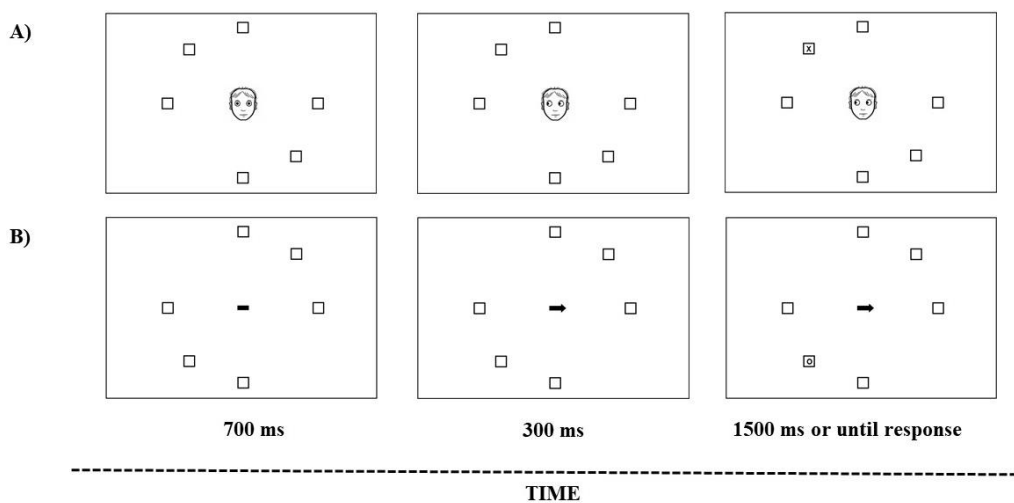 A)
x
B)
o
700 ms
300 ms
1500 ms or until response
TIME